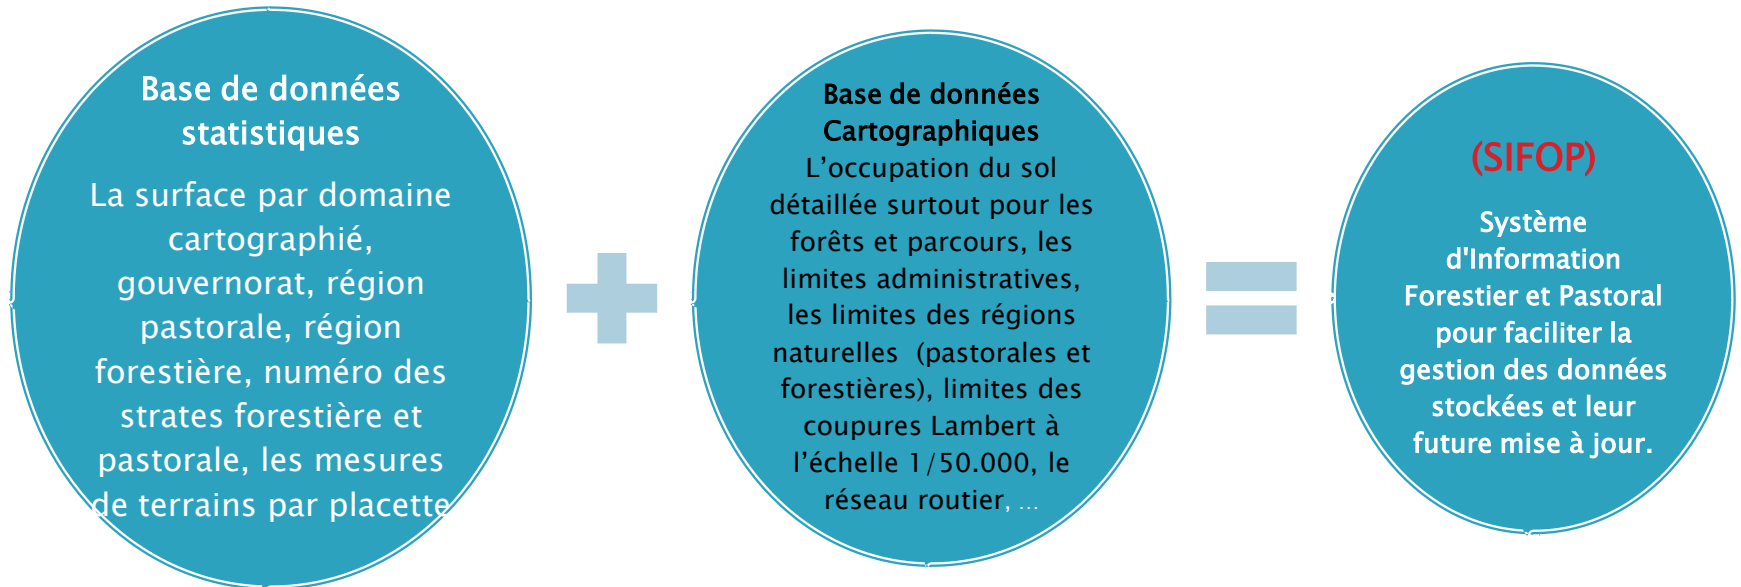 Base de données
statistiques
La surface par domaine
cartographié,
gouvernorat, région
pastorale, région
forestière, numéro des
strates forestière et
pastorale, les mesures
de terrains par placette
Base de données
Cartographiques
L’occupation du sol
détaillée surtout pour les
forêts et parcours, les
limites administratives,
les limites des régions
naturelles (pastorales et
forestières), limites des
coupures Lambert à
l’échelle 1/50.000, le
réseau routier, ...
(SIFOP)
Système
d'Information
Forestier et Pastoral
pour faciliter la
gestion des données
stockées et leur
future mise à jour.